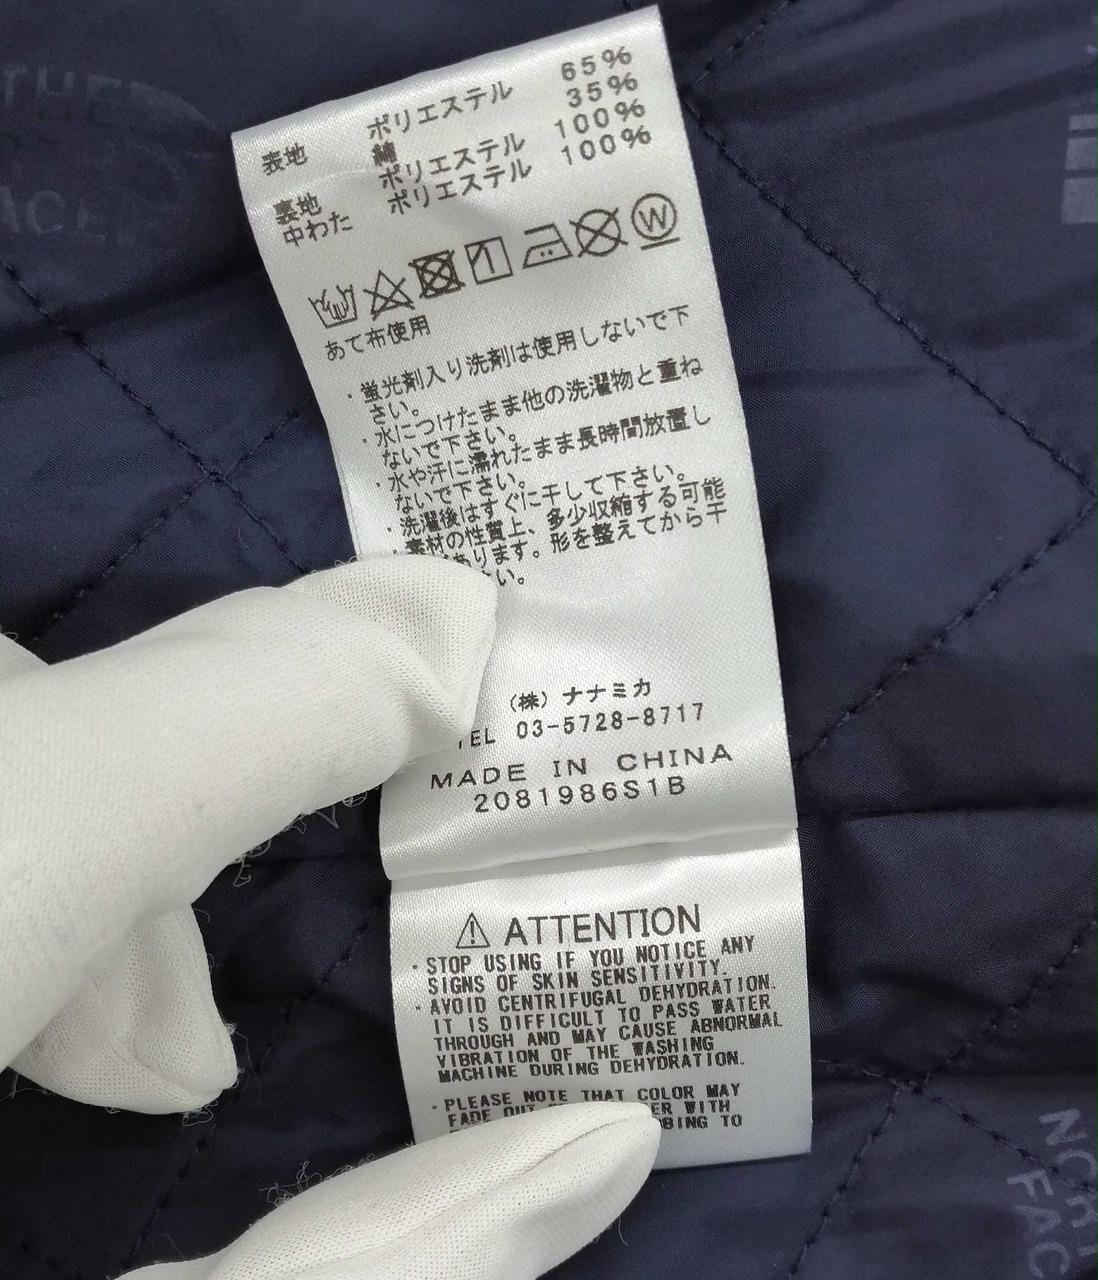 表地 ポリエステル 65%
綿 35%
裏地 ポリエステル 100%
中わた ポリエステル 100%
W
あて布使用
・蛍光剤入り洗剤は使用しないで下
さい。
・水につけたまま他の洗濯物と重ね
ないで下さい。
・水や汗に濡れたまま長時間放置し
ないで下さい。
・洗濯後はすぐに干して下さい。
・素材の性質上、多少収縮する可能
あります。形を整えてから干
い。
(株) ナナミカ
TEL 03-5728-8717
MADE IN CHINA
2081986S1B
⚠ ATTENTION
・STOP USING IF YOU NOTICE ANY
SIGNS OF SKIN SENSITIVITY.
・AVOID CENTRIFUGAL DEHYDRATION.
IT IS DIFFICULT TO PASS WATER
THROUGH AND MAY CAUSE ABNORMAL
VIBRATION OF THE WASHING
MACHINE DURING DEHYDRATION.
・PLEASE NOTE THAT COLOR MAY
FADE OUT WITH
TO
THE
FACE
NORTH
FACE